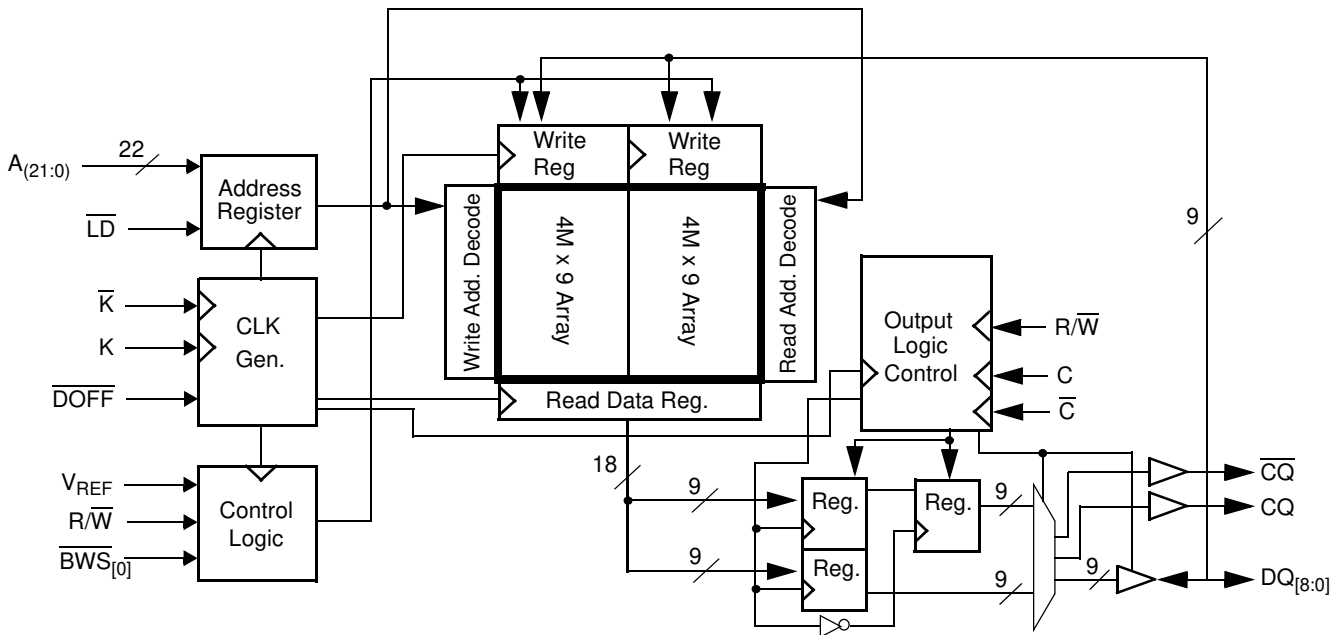 A(21:0)
22
LD
Address
Register
K
K
DOFF
CLK
Gen.
VREF
R/W
BWS[0]
Control
Logic
Write
Reg
Write
Reg
Write Add. Decode
4M x 9 Array
4M x 9 Array
Read Add. Decode
Read Data Reg.
9
Output
Logic
Control
R/W
C
C
18
9
9
Reg.
Reg.
Reg.
9
9
9
CQ
CQ
DQ[8:0]